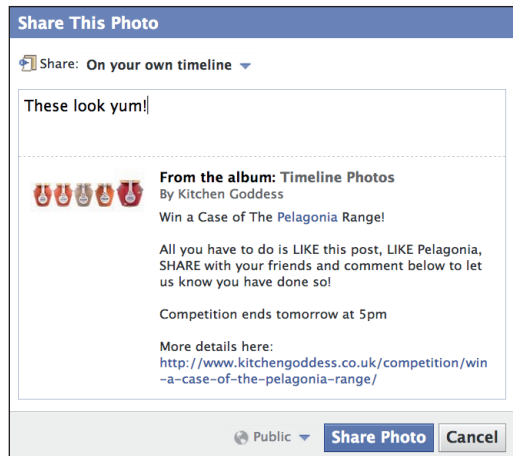 Share This Photo
Share: On your own timeline
These look yum!
From the album: Timeline Photos
By Kitchen Goddess
Win a Case of The Pelagonia Range!
All you have to do is LIKE this post, LIKE Pelagonia,
SHARE with your friends and comment below to let
us know you have done so!
Competition ends tomorrow at 5pm
More details here:
http://www.kitchengoddess.co.uk/competition/win
-a-case-of-the-pelagonia-range/
Public
Share Photo
Cancel